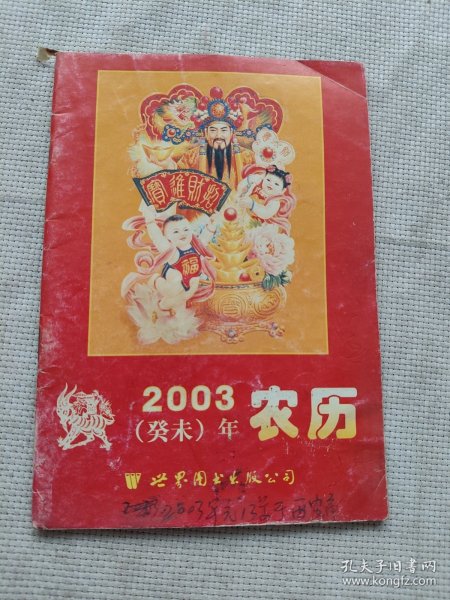 寶進財招
福
2003
(癸未)年
农历
世界图书出版公司
孔夫子旧书网
www.kongfz.com